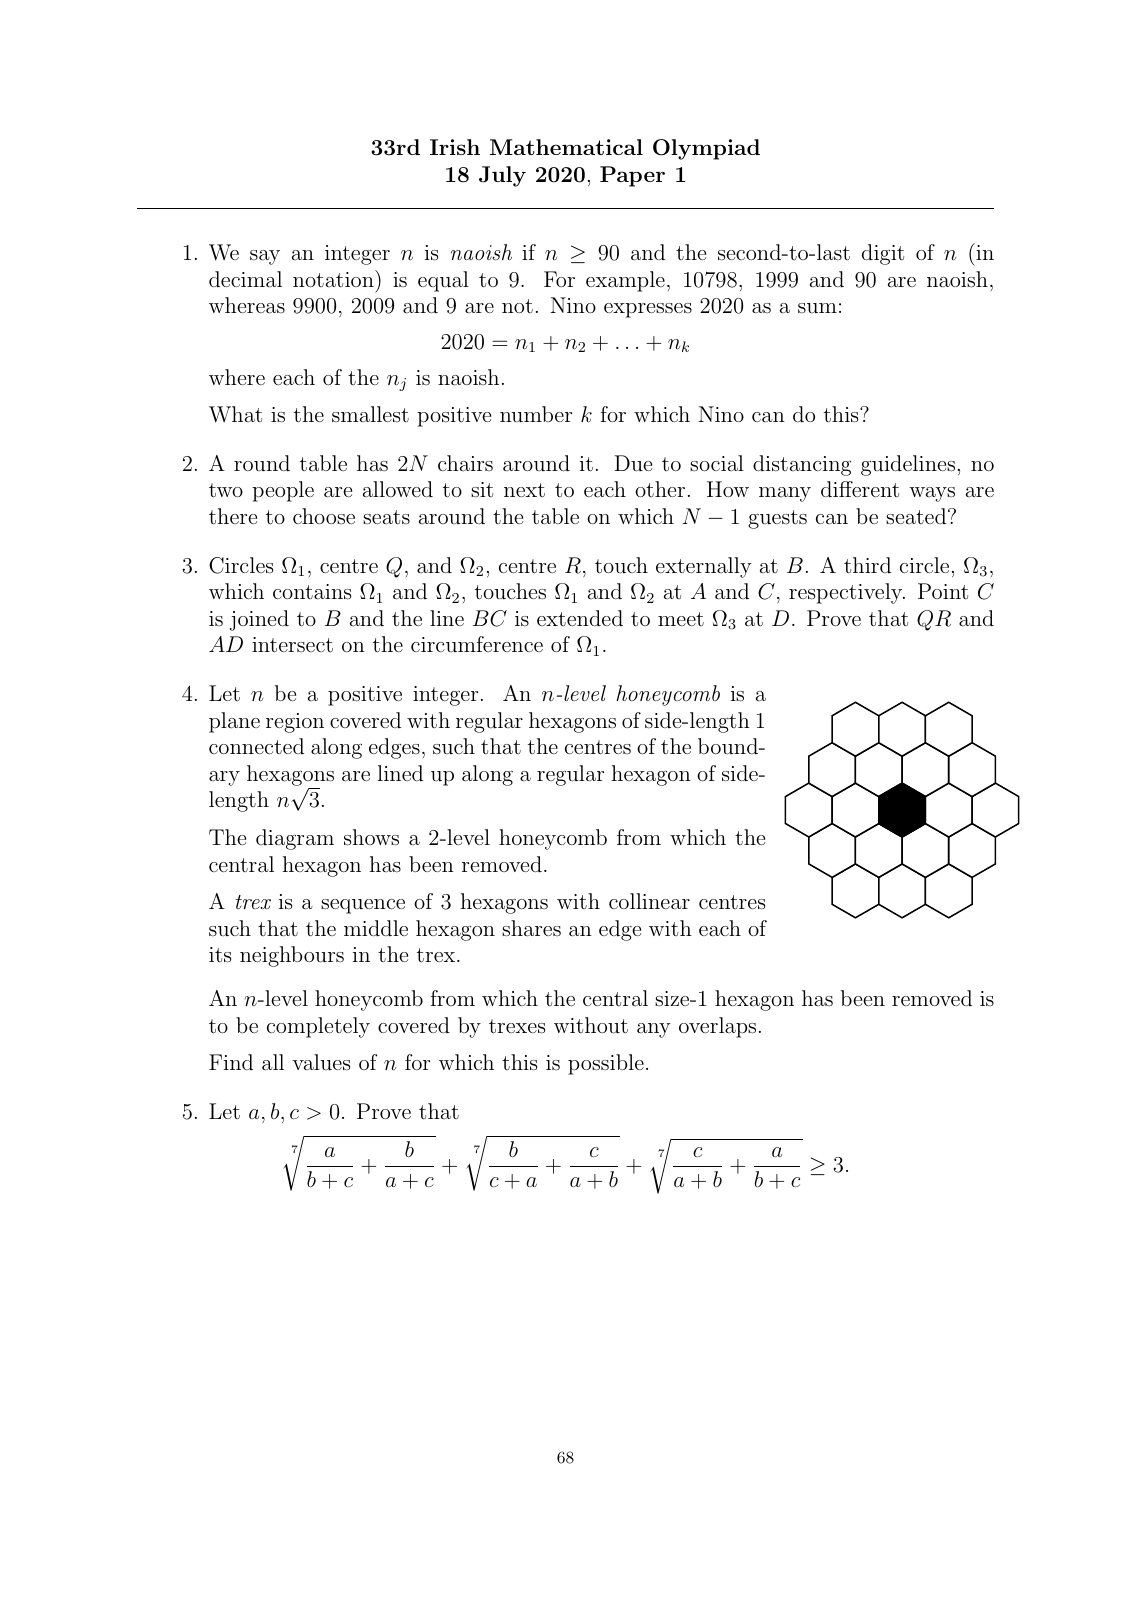 33rd Irish Mathematical Olympiad
18 July 2020, Paper 1
1. We say an integer n is naoish if n ≥ 90 and the second-to-last digit of n (in
decimal notation) is equal to 9. For example, 10798, 1999 and 90 are naoish,
whereas 9900, 2009 and 9 are not. Nino expresses 2020 as a sum:
2020 = n₁ + n₂ + . . . + nₖ
where each of the nⱼ is naoish.
What is the smallest positive number k for which Nino can do this?
2. A round table has 2N chairs around it. Due to social distancing guidelines, no
two people are allowed to sit next to each other. How many different ways are
there to choose seats around the table on which N − 1 guests can be seated?
3. Circles Ω₁, centre Q, and Ω₂, centre R, touch externally at B. A third circle, Ω₃,
which contains Ω₁ and Ω₂, touches Ω₁ and Ω₂ at A and C, respectively. Point C
is joined to B and the line BC is extended to meet Ω₃ at D. Prove that QR and
AD intersect on the circumference of Ω₁.
4. Let n be a positive integer. An n-level honeycomb is a
plane region covered with regular hexagons of side-length 1
connected along edges, such that the centres of the bound-
ary hexagons are lined up along a regular hexagon of side-
length n√3.
The diagram shows a 2-level honeycomb from which the
central hexagon has been removed.
A trex is a sequence of 3 hexagons with collinear centres
such that the middle hexagon shares an edge with each of
its neighbours in the trex.
An n-level honeycomb from which the central size-1 hexagon has been removed is
to be completely covered by trexes without any overlaps.
Find all values of n for which this is possible.
5. Let a, b, c > 0. Prove that
⁷√(a/(b + c) + b/(a + c)) + ⁷√(b/(c + a) + c/(a + b)) + ⁷√(c/(a + b) + a/(b + c)) ≥ 3.
68